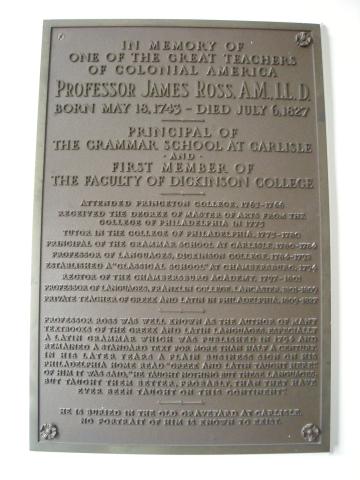 IN MEMORY OF
ONE OF THE GREAT TEACHERS
OF COLONIAL AMERICA
PROFESSOR JAMES ROSS, A.M., LL.D.
BORN MAY 18, 1743 – DIED JULY 6, 1827
PRINCIPAL OF
THE GRAMMAR SCHOOL AT CARLISLE
· AND ·
FIRST MEMBER OF
THE FACULTY OF DICKINSON COLLEGE
ATTENDED PRINCETON COLLEGE, 1763-1766
RECEIVED THE DEGREE OF MASTER OF ARTS FROM THE
COLLEGE OF PHILADELPHIA IN 1775
TUTOR IN THE COLLEGE OF PHILADELPHIA, 1775-1780
PRINCIPAL OF THE GRAMMAR SCHOOL AT CARLISLE, 1780-1784
PROFESSOR OF LANGUAGES, DICKINSON COLLEGE, 1784-1793
ESTABLISHED A "CLASSICAL SCHOOL" AT CHAMBERSBURG, 1794
RECTOR OF THE CHAMBERSBURG ACADEMY, 1797-1801
PROFESSOR OF LANGUAGES, FRANKLIN COLLEGE, LANCASTER, 1801-1809
PRIVATE TEACHER OF GREEK AND LATIN IN PHILADELPHIA, 1809-1827
PROFESSOR ROSS WAS WELL KNOWN AS THE AUTHOR OF MANY
TEXTBOOKS OF THE GREEK AND LATIN LANGUAGES, ESPECIALLY
A LATIN GRAMMAR WHICH WAS PUBLISHED IN 1794 AND
REMAINED A STANDARD TEXT FOR MORE THAN HALF A CENTURY.
IN HIS LATER YEARS A PLAIN BUSINESS SIGN ON HIS
PHILADELPHIA HOME READ "GREEK AND LATIN TAUGHT HERE."
OF HIM IT WAS SAID, "HE TAUGHT NOTHING BUT THESE LANGUAGES,
BUT TAUGHT THEM BETTER, PROBABLY, THAN THEY HAVE
EVER BEEN TAUGHT ON THIS CONTINENT."
HE IS BURIED IN THE OLD GRAVEYARD AT CARLISLE.
NO PORTRAIT OF HIM IS KNOWN TO EXIST.